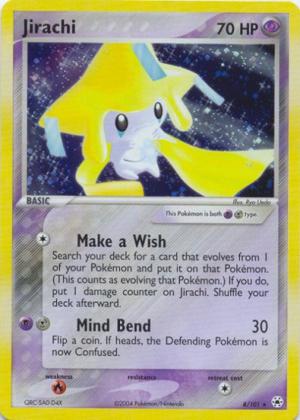 Jirachi 70 HP
BASIC
Illus. Ryo Ueda
This Pokémon is both type.
Make a Wish
Search your deck for a card that evolves from 1
of your Pokémon and put it on that Pokémon.
(This counts as evolving that Pokémon.) If you do,
put 1 damage counter on Jirachi. Shuffle your
deck afterward.
Mind Bend 30
Flip a coin. If heads, the Defending Pokémon is
now Confused.
weakness resistance retreat cost
©2004 Pokémon/Nintendo
8/101 ★